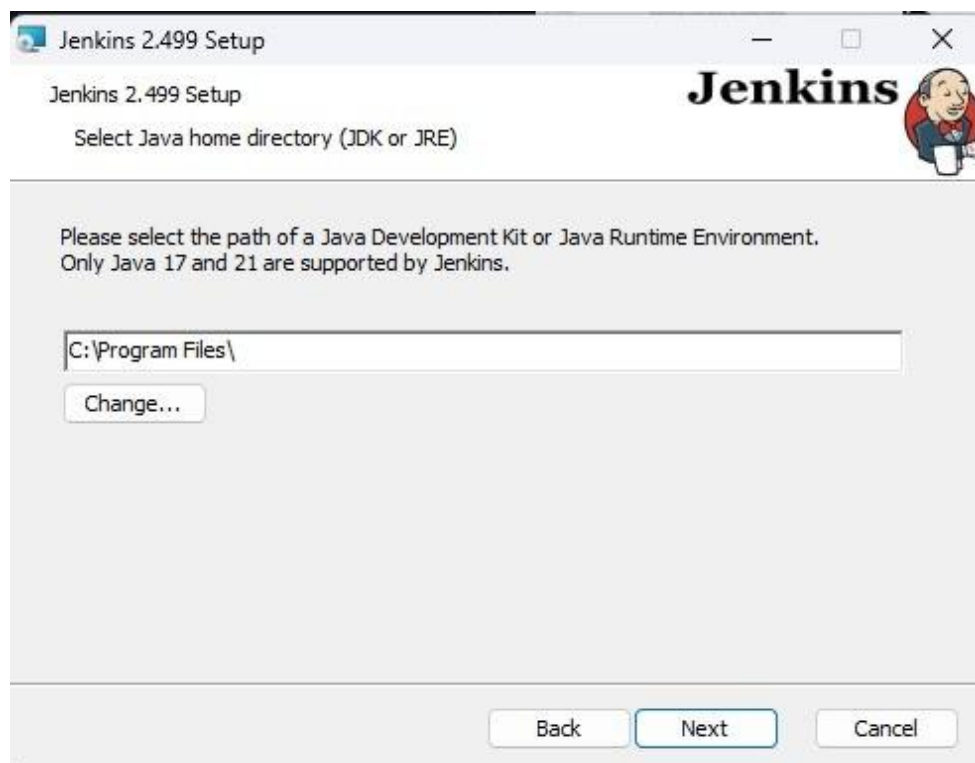 Jenkins 2.499 Setup
Jenkins 2.499 Setup
Jenkins
Select Java home directory (JDK or JRE)
Please select the path of a Java Development Kit or Java Runtime Environment.
Only Java 17 and 21 are supported by Jenkins.
C:\Program Files\
Change...
Back
Next
Cancel